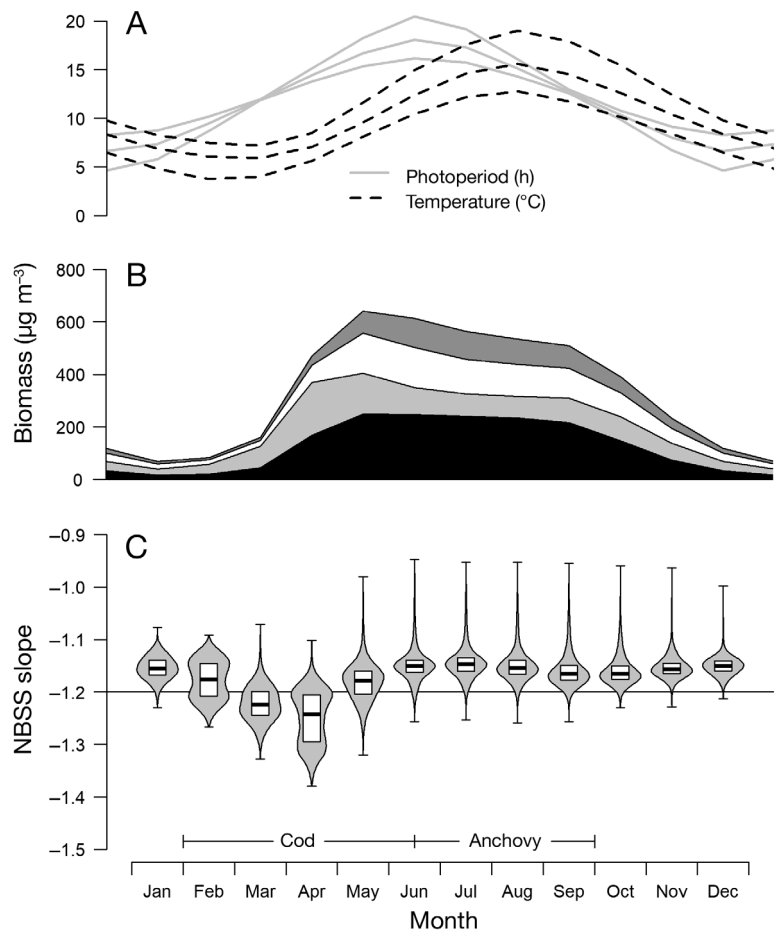 A
20
15
10
5
0
Photoperiod (h)
Temperature (°C)
B
Biomass (µg m⁻³)
800
600
400
200
0
C
NBSS slope
–0.9
–1.0
–1.1
–1.2
–1.3
–1.4
–1.5
Cod Anchovy
Jan Feb Mar Apr May Jun Jul Aug Sep Oct Nov Dec
Month